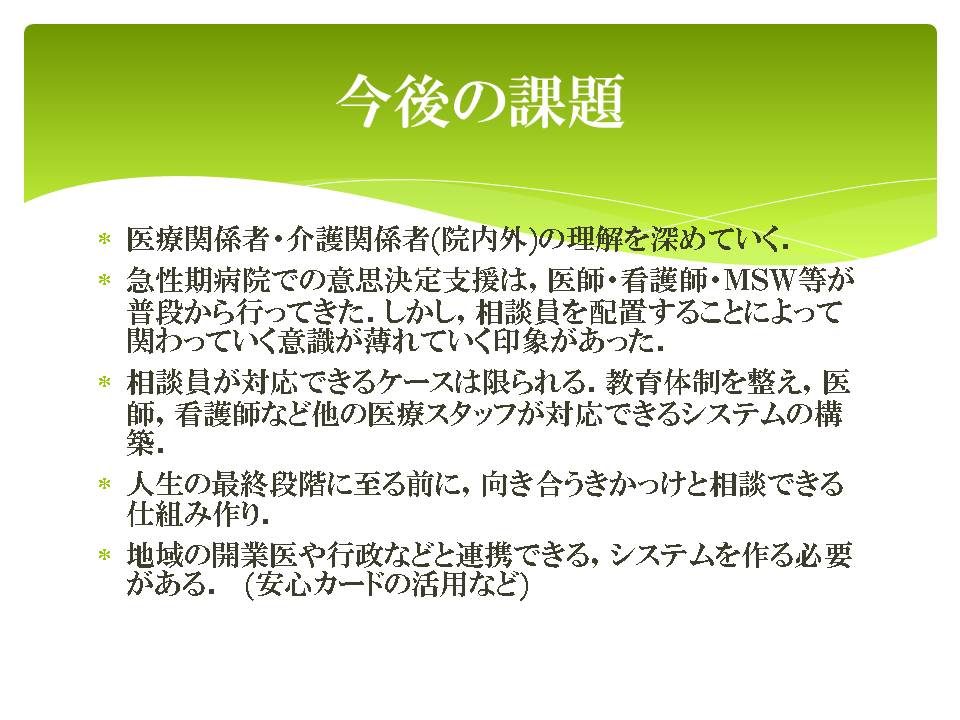 今後の課題
* 医療関係者・介護関係者(院内外)の理解を深めていく.
* 急性期病院での意思決定支援は, 医師・看護師・MSW等が
普段から行ってきた. しかし, 相談員を配置することによって
関わっていく意識が薄れていく印象があった.
* 相談員が対応できるケースは限られる. 教育体制を整え, 医
師, 看護師など他の医療スタッフが対応できるシステムの構
築.
* 人生の最終段階に至る前に, 向き合うきかっけと相談できる
仕組み作り.
* 地域の開業医や行政などと連携できる, システムを作る必要
がある. (安心カードの活用など)